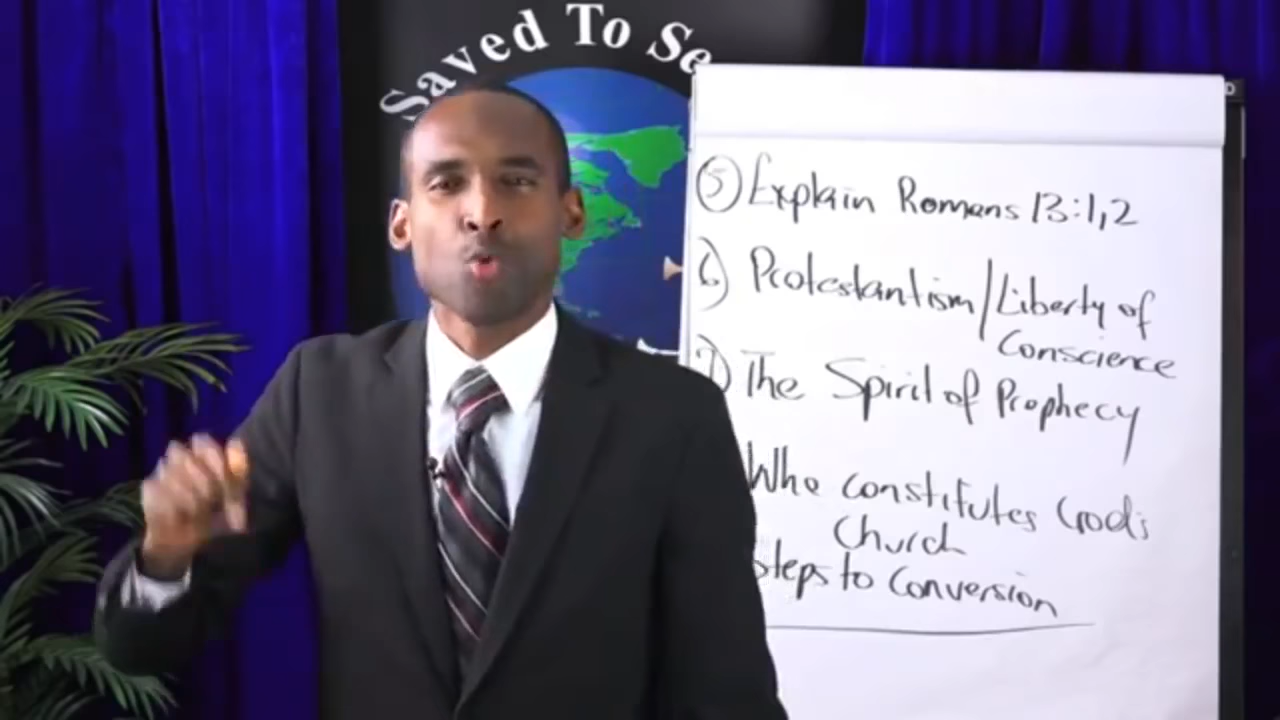 Saved To Se
⑤ Explain Romans 13:1,2
6) Protestantism/Liberty of
Conscience
7) The Spirit of Prophecy
Who constitutes God's
Church
Steps to Conversion